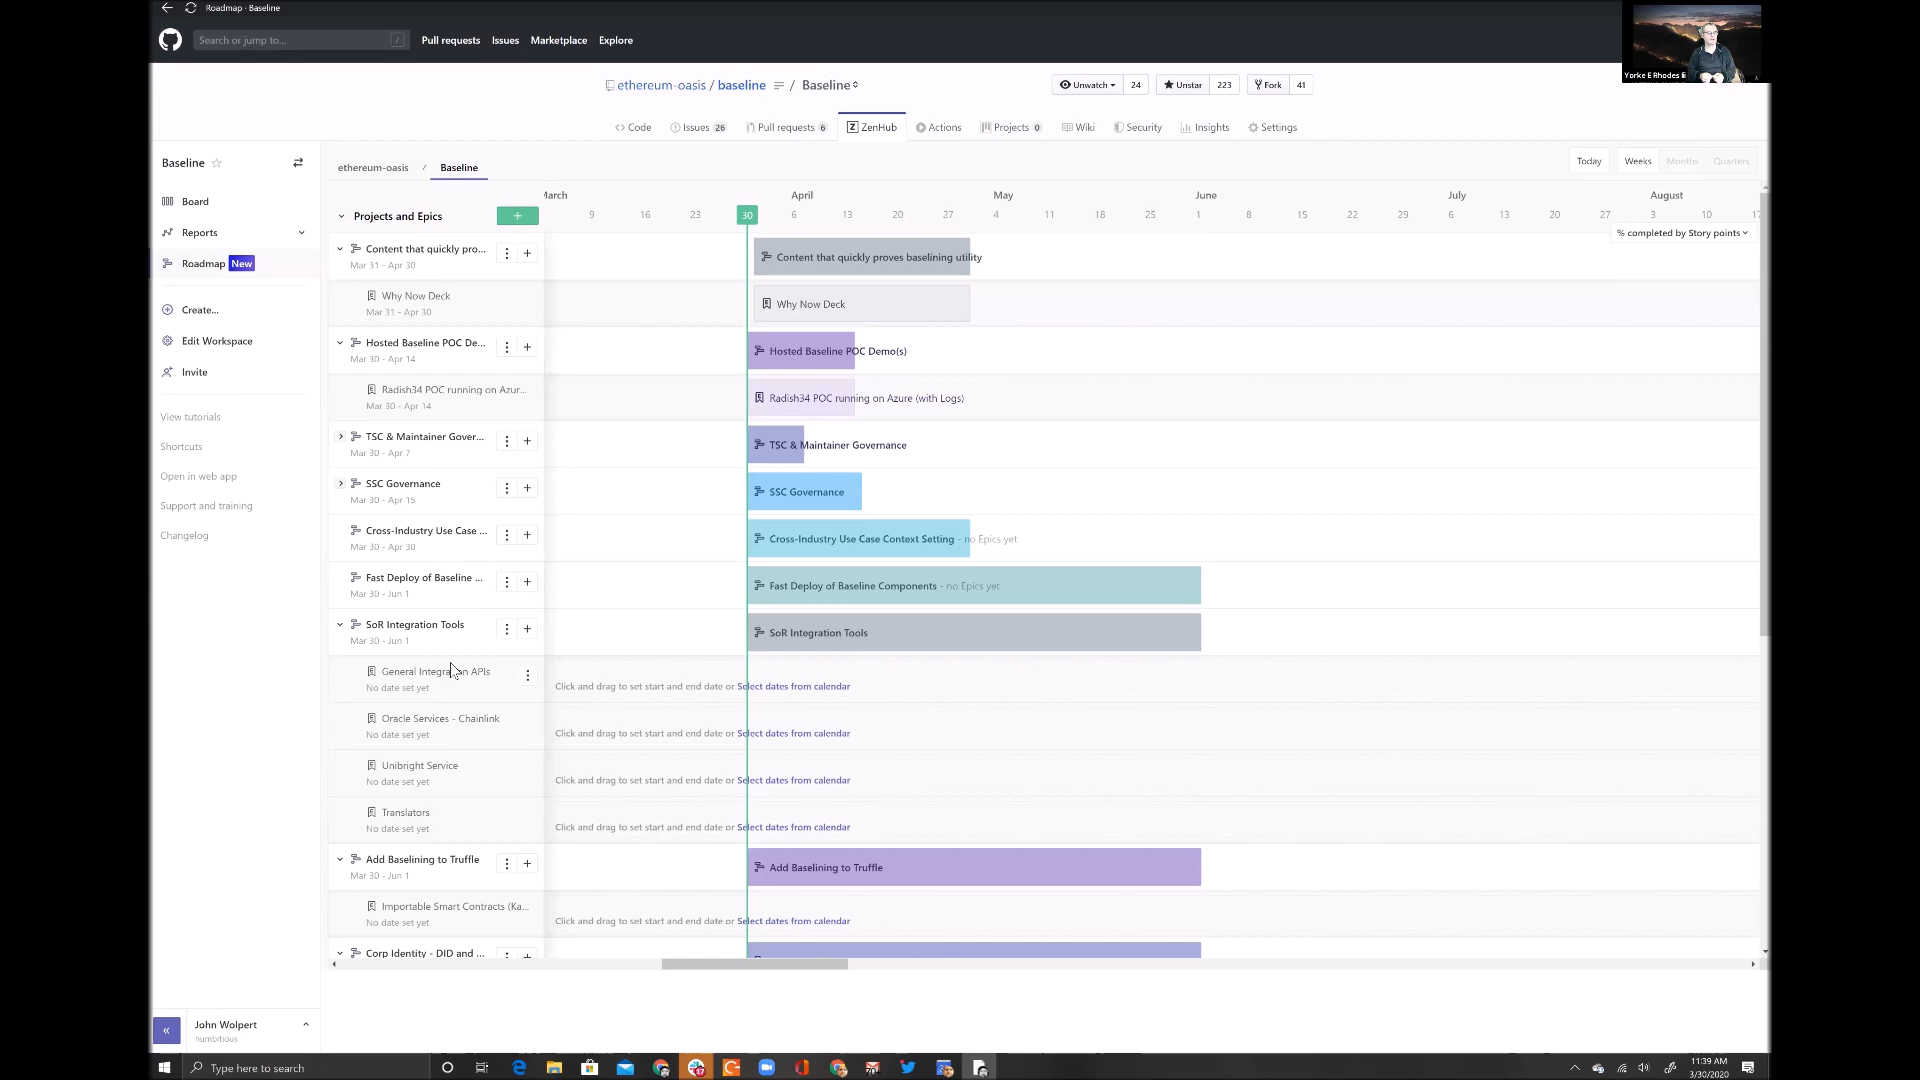 Roadmap · Baseline
Search or jump to... /
Pull requests Issues Marketplace Explore
Yorke E Rhodes iii
ethereum-oasis / baseline / Baseline
Unwatch 24 Unstar 223 Fork 41
Code Issues 26 Pull requests 6 ZenHub Actions Projects 0 Wiki Security Insights Settings
Baseline
ethereum-oasis / Baseline
Today Weeks Months Quarters
Board
Reports
Roadmap New
Create...
Edit Workspace
Invite
View tutorials
Shortcuts
Open in web app
Support and training
Changelog
March April May June July August
Projects and Epics +
9 16 23 30 6 13 20 27 4 11 18 25 1 8 15 22 29 6 13 20 27 3 10 17
% completed by Story points
Content that quickly pro...
Mar 31 - Apr 30
Content that quickly proves baselining utility
Why Now Deck
Mar 31 - Apr 30
Why Now Deck
Hosted Baseline POC De...
Mar 30 - Apr 14
Hosted Baseline POC Demo(s)
Radish34 POC running on Azur...
Mar 30 - Apr 14
Radish34 POC running on Azure (with Logs)
TSC & Maintainer Gover...
Mar 30 - Apr 7
TSC & Maintainer Governance
SSC Governance
Mar 30 - Apr 15
SSC Governance
Cross-Industry Use Case ...
Mar 30 - Apr 30
Cross-Industry Use Case Context Setting - no Epics yet
Fast Deploy of Baseline ...
Mar 30 - Jun 1
Fast Deploy of Baseline Components - no Epics yet
SoR Integration Tools
Mar 30 - Jun 1
SoR Integration Tools
General Integration APIs
No date set yet
Click and drag to set start and end date or Select dates from calendar
Oracle Services - Chainlink
No date set yet
Click and drag to set start and end date or Select dates from calendar
Unibright Service
No date set yet
Click and drag to set start and end date or Select dates from calendar
Translators
No date set yet
Click and drag to set start and end date or Select dates from calendar
Add Baselining to Truffle
Mar 30 - Jun 1
Add Baselining to Truffle
Importable Smart Contracts (Ka...
No date set yet
Click and drag to set start and end date or Select dates from calendar
Corp Identity - DID and ...
John Wolpert
humbitious
Type here to search
17
11:39 AM
3/30/2020